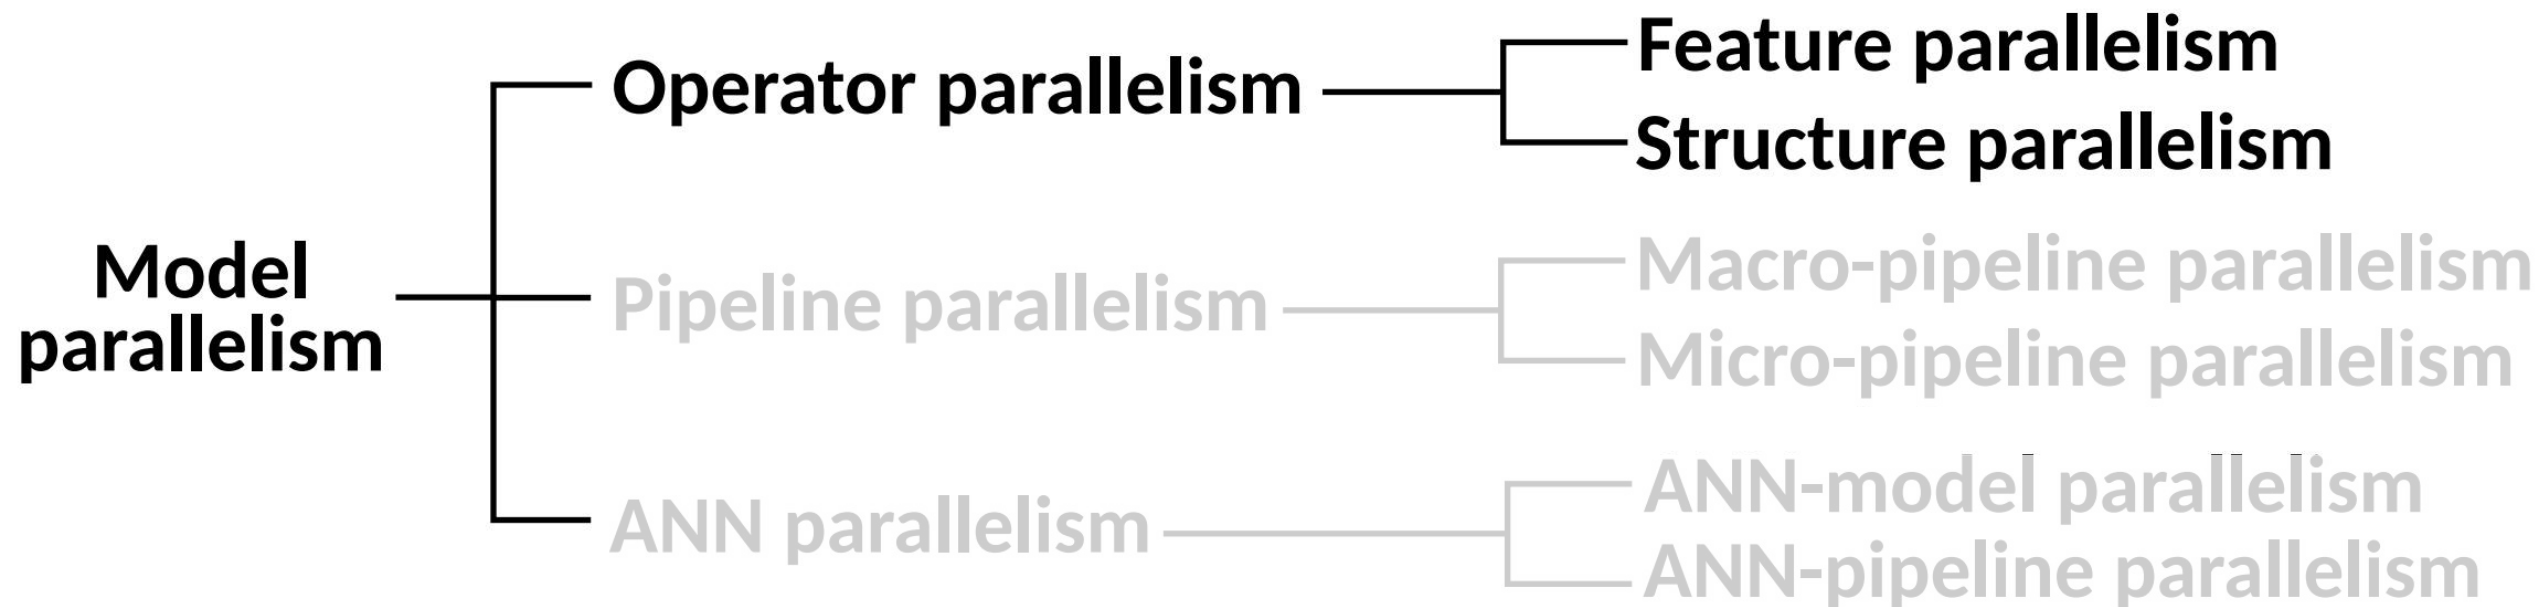 Model
parallelism
Operator parallelism
Feature parallelism
Structure parallelism
Pipeline parallelism
Macro-pipeline parallelism
Micro-pipeline parallelism
ANN parallelism
ANN-model parallelism
ANN-pipeline parallelism